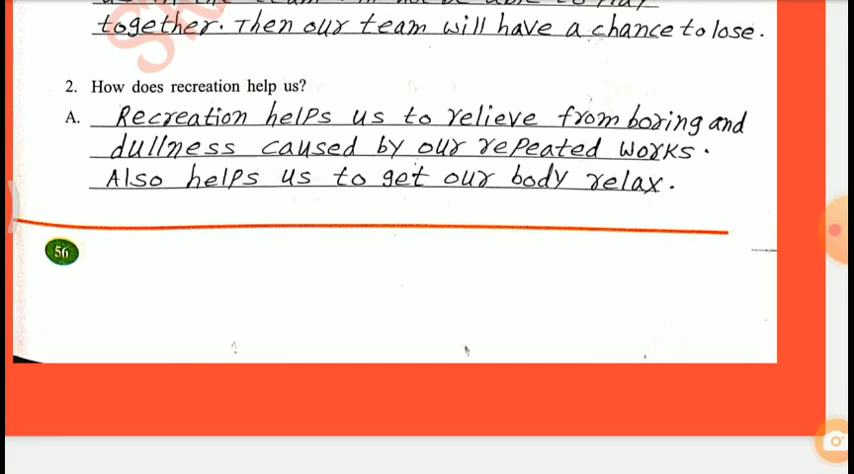 together. Then our team will have a chance to lose.
2. How does recreation help us?
A. Recreation helps us to relieve from boring and
dullness caused by our repeated works.
Also helps us to get our body relax.
56